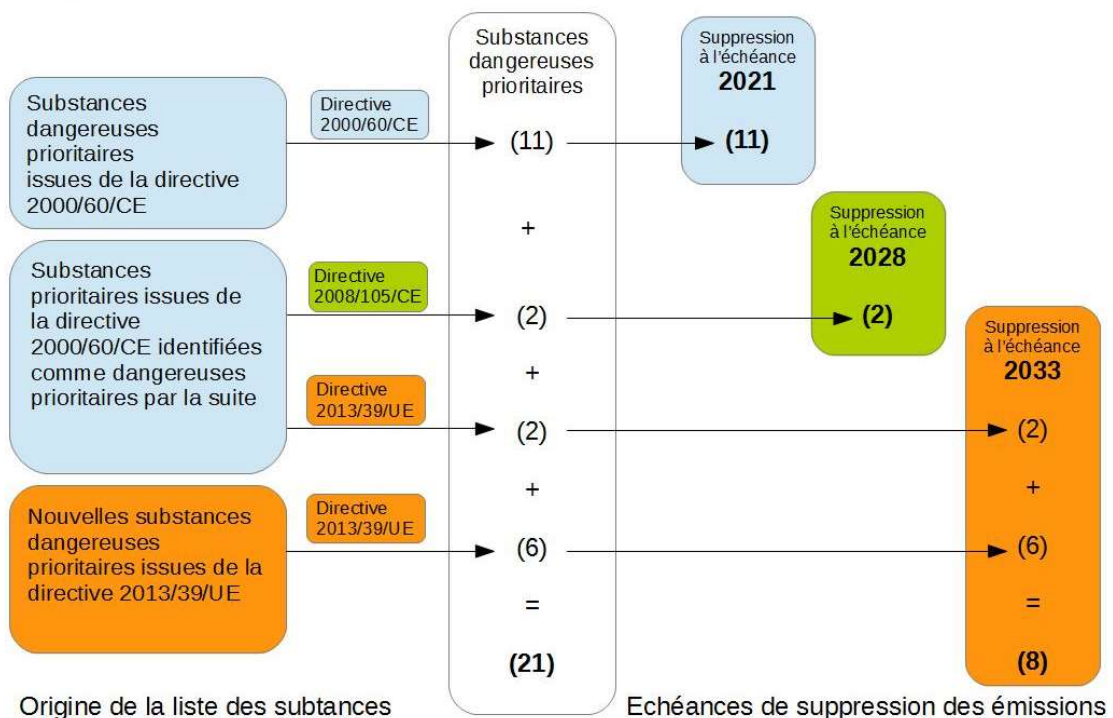 Substances
dangereuses
prioritaires
issues de la directive
2000/60/CE
Directive
2000/60/CE
Substances
dangereuses
prioritaires
(11)
Suppression
à l'échéance
2021
(11)
+
Substances
prioritaires issues de
la directive
2000/60/CE identifiées
comme dangereuses
prioritaires par la suite
Directive
2008/105/CE
(2)
Suppression
à l'échéance
2028
(2)
+
Directive
2013/39/UE
(2)
Suppression
à l'échéance
2033
(2)
+
+
Nouvelles substances
dangereuses
prioritaires issues de la
directive 2013/39/UE
Directive
2013/39/UE
(6)
(6)
=
=
(21)
(8)
Origine de la liste des subtances
Echéances de suppression des émissions